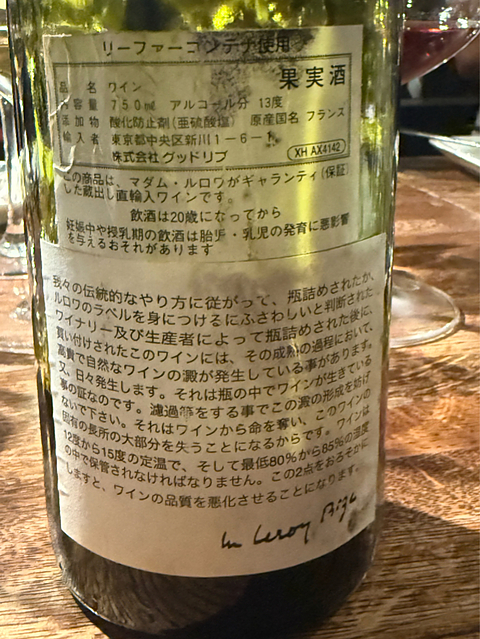 リーファーコンテナ使用
果実酒
品 名 ワイン
内容量 750ml アルコール分 13度
添加物 酸化防止剤(亜硫酸塩) 原産国名 フランス
輸入者 東京都中央区新川1-6-1
株式会社 グッドリブ
XH AX4142
この商品は、マダム・ルロワがギャランティ(保証)
した蔵出し直輸入ワインです。
飲酒は20歳になってから
妊娠中や授乳期の飲酒は胎児・乳児の発育に悪影響
を与えるおそれがあります
我々の伝統的なやり方に従がって、瓶詰めされたか、
ルロワのラベルを身につけるにふさわしいと判断された
ワイナリー及び生産者によって瓶詰めされた後に、
買い付けされたこのワインには、その成熟の過程において、
高貴で自然なワインの澱が発生している事があります。
又、日々発生します。それは瓶の中でワインが生きている
事の証なのです。濾過等をする事でこの澱の形成を妨げ
ないで下さい。それはワインから命を奪い、このワインの
固有の長所の大部分を失うことになるからです。ワインは
12度から15度の定温で、そして最低80%から85%の湿度
の中で保管されなければなりません。この2点をおろそかに
しますと、ワインの品質を悪化させることになります。
Leroy Bize